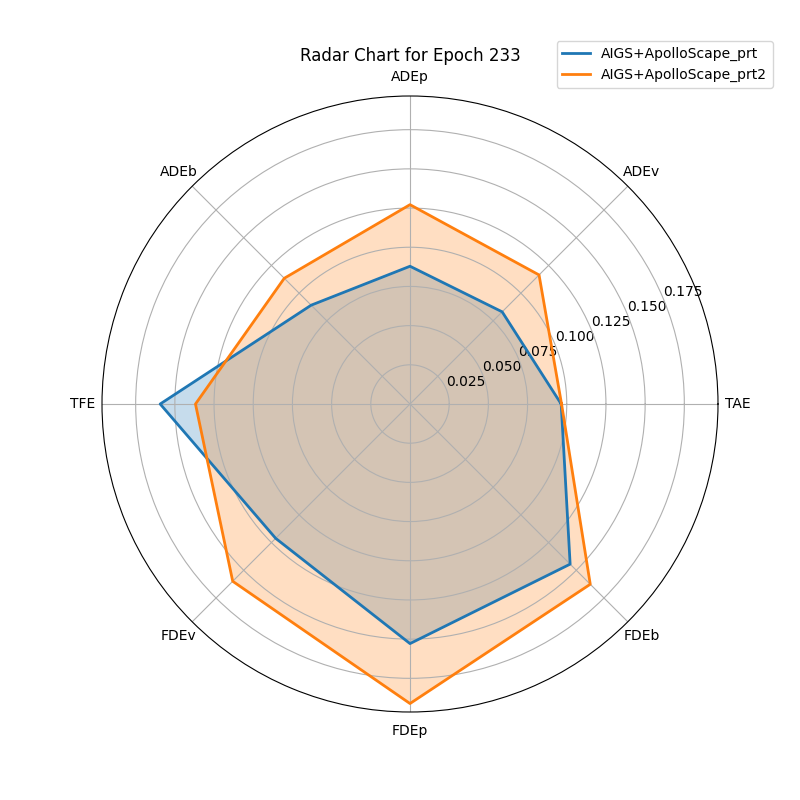 Radar Chart for Epoch 233
AIGS+ApolloScape_prt
AIGS+ApolloScape_prt2
ADEp
ADEb
ADEv
0.175
0.150
0.125
0.100
0.075
0.050
0.025
TFE
TAE
FDEv
FDEb
FDEp